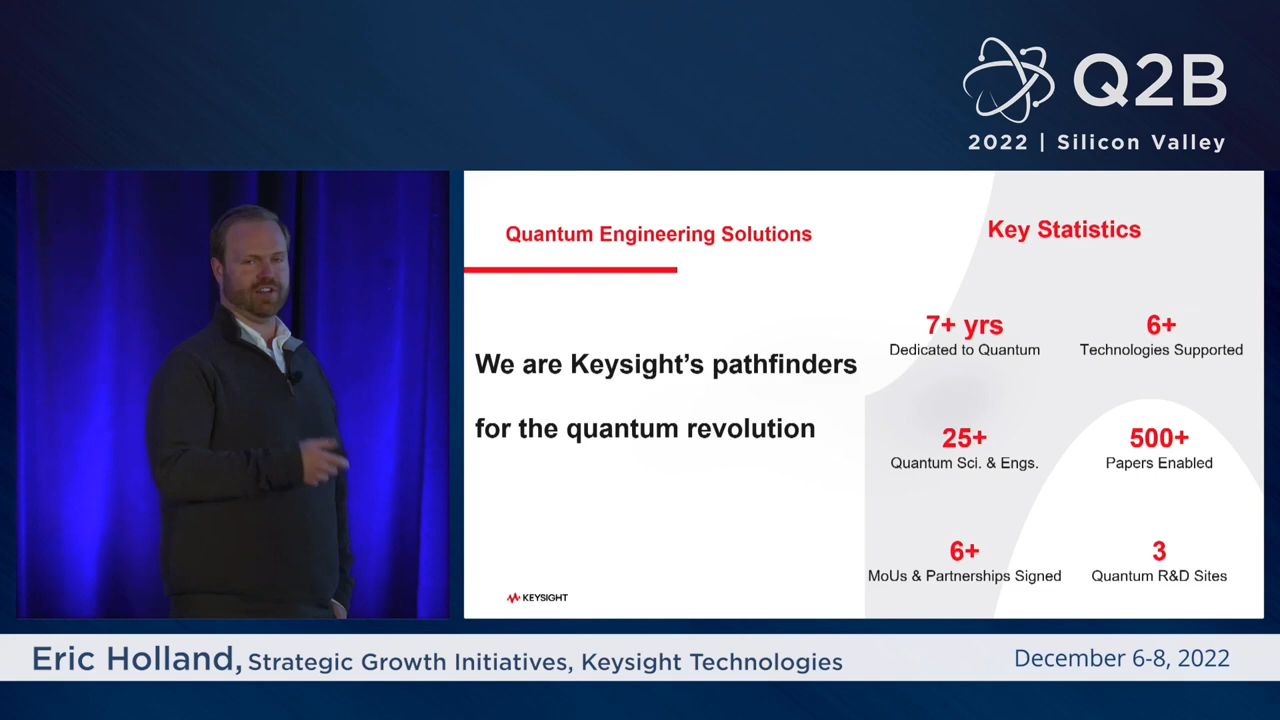 Q2B
2022 | Silicon Valley
Quantum Engineering Solutions
We are Keysight's pathfinders
for the quantum revolution
KEYSIGHT
Key Statistics
7+ yrs
Dedicated to Quantum
6+
Technologies Supported
25+
Quantum Sci. & Engs.
500+
Papers Enabled
6+
MoUs & Partnerships Signed
3
Quantum R&D Sites
Eric Holland, Strategic Growth Initiatives, Keysight Technologies
December 6-8, 2022